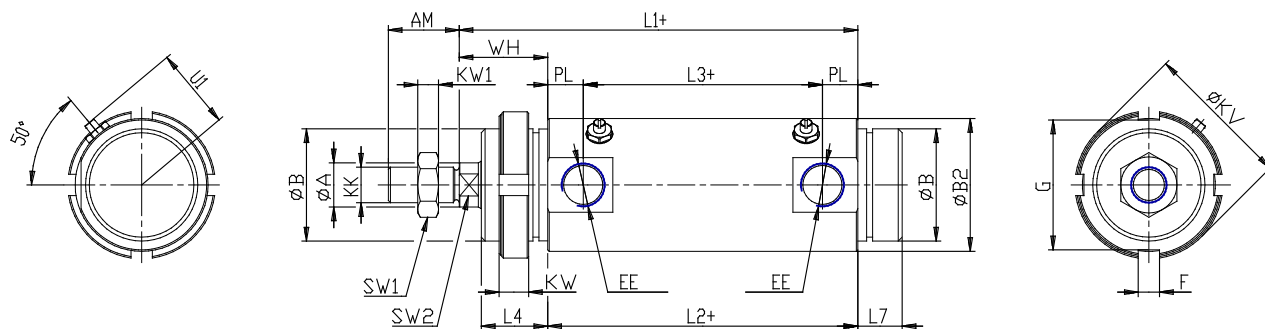 AM
L1+
WH
KW1
PL
L3+
PL
U1
50°
ØB
ØA
KK
ØB
ØB2
G
ØKV
SW1
SW2
KW
EE
EE
F
L4
L2+
L7